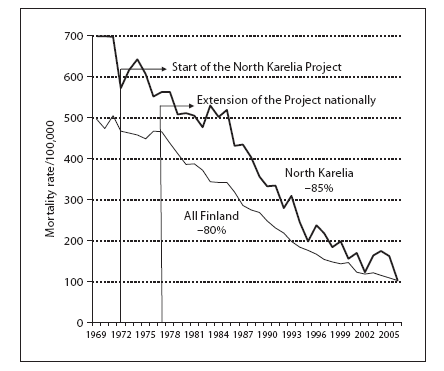 700
Start of the North Karelia Project
600
Extension of the Project nationally
500
400
North Karelia
–85%
300
All Finland
–80%
200
100
0
1969 1972 1975 1978 1981 1984 1987 1990 1993 1996 1999 2002 2005
Mortality rate/100,000